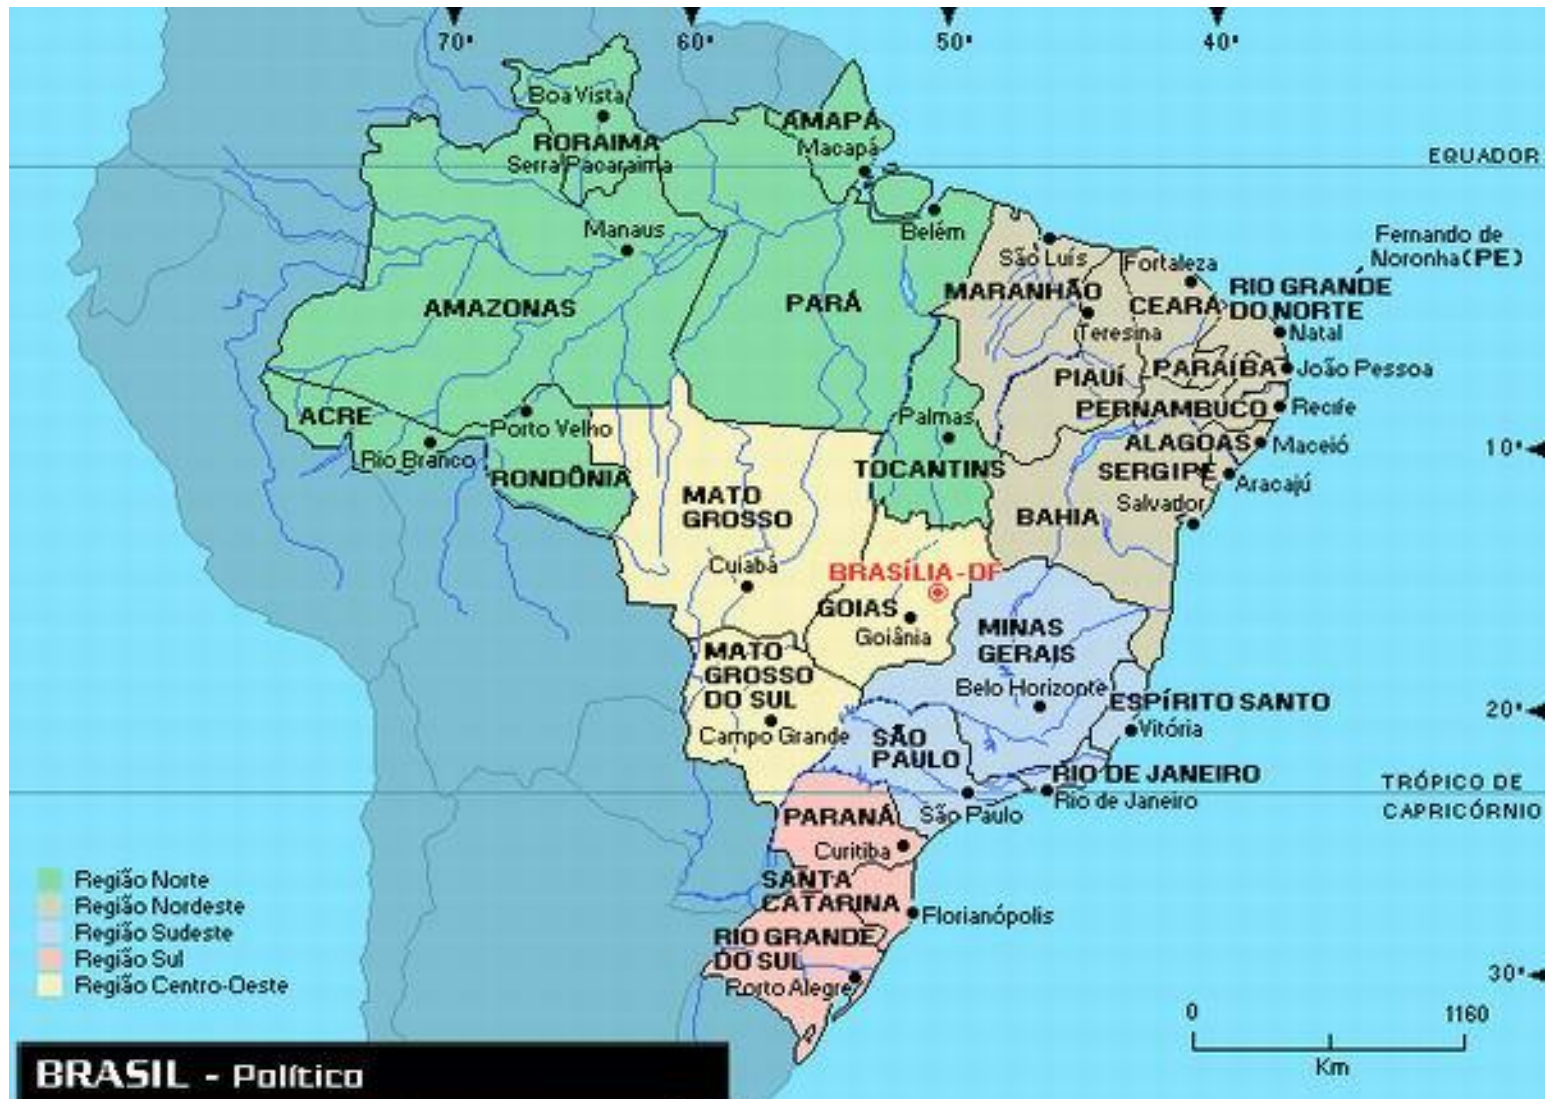 70°
60°
50°
40°
Boa Vista
RORAIMA
Serra Pacaraima
AMAPÁ
Macapá
EQUADOR
Manaus
Belém
São Luís
Fortaleza
Fernando de
Noronha(PE)
AMAZONAS
PARÁ
MARANHÃO
Teresina
CEARÁ
RIO GRANDE
DO NORTE
Natal
PIAUÍ
PARAÍBA
João Pessoa
ACRE
Rio Branco
Porto Velho
RONDÔNIA
Palmas
TOCANTINS
PERNAMBUCO
Recife
ALAGOAS
Maceió
SERGIPE
Aracajú
10°
MATO
GROSSO
Cuiabá
BAHIA
Salvador
BRASÍLIA-DF
GOIAS
Goiânia
MINAS
GERAIS
Belo Horizonte
MATO
GROSSO
DO SUL
Campo Grande
ESPÍRITO SANTO
Vitória
20°
SÃO
PAULO
São Paulo
RIO DE JANEIRO
Rio de Janeiro
TRÓPICO DE
CAPRICÓRNIO
PARANÁ
Curitiba
SANTA
CATARINA
Florianópolis
RIO GRANDE
DO SUL
Porto Alegre
30°
Região Norte
Região Nordeste
Região Sudeste
Região Sul
Região Centro-Oeste
0
1160
Km
BRASIL - Político